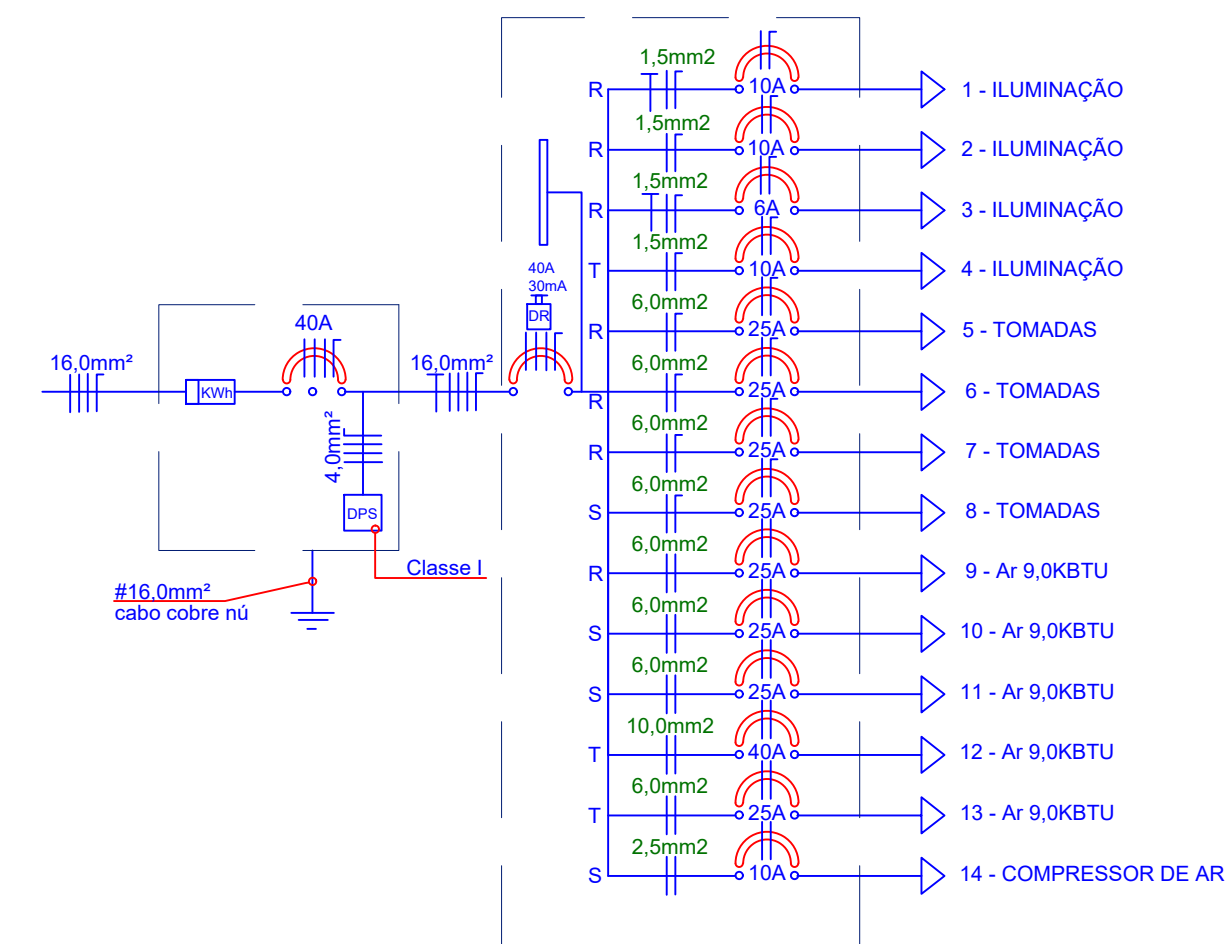 16,0mm²
KWh
40A
4,0mm²
DPS
Classe I
#16,0mm²
cabo cobre nú
16,0mm²
40A
30mA
DR
R 1,5mm2 10A 1 - ILUMINAÇÃO
R 1,5mm2 10A 2 - ILUMINAÇÃO
R 1,5mm2 6A 3 - ILUMINAÇÃO
T 1,5mm2 10A 4 - ILUMINAÇÃO
R 6,0mm2 25A 5 - TOMADAS
R 6,0mm2 25A 6 - TOMADAS
R 6,0mm2 25A 7 - TOMADAS
S 6,0mm2 25A 8 - TOMADAS
R 6,0mm2 25A 9 - Ar 9,0KBTU
S 6,0mm2 25A 10 - Ar 9,0KBTU
S 6,0mm2 25A 11 - Ar 9,0KBTU
T 10,0mm2 40A 12 - Ar 9,0KBTU
T 6,0mm2 25A 13 - Ar 9,0KBTU
S 2,5mm2 10A 14 - COMPRESSOR DE AR